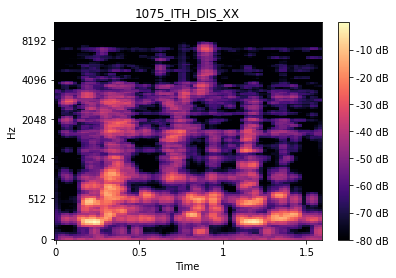 1075_ITH_DIS_XX
8192
4096
2048
1024
512
0
Hz
0
0.5
1
1.5
Time
-10 dB
-20 dB
-30 dB
-40 dB
-50 dB
-60 dB
-70 dB
-80 dB